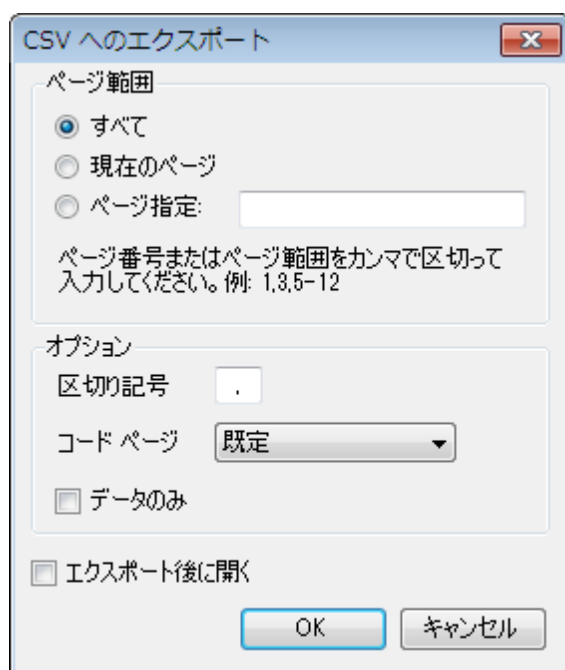 CSV へのエクスポート
ページ範囲
すべて
現在のページ
ページ指定:
ページ番号またはページ範囲をカンマで区切って
入力してください。例: 1,3,5-12
オプション
区切り記号 ,
コード ページ 既定
データのみ
エクスポート後に開く
OK キャンセル